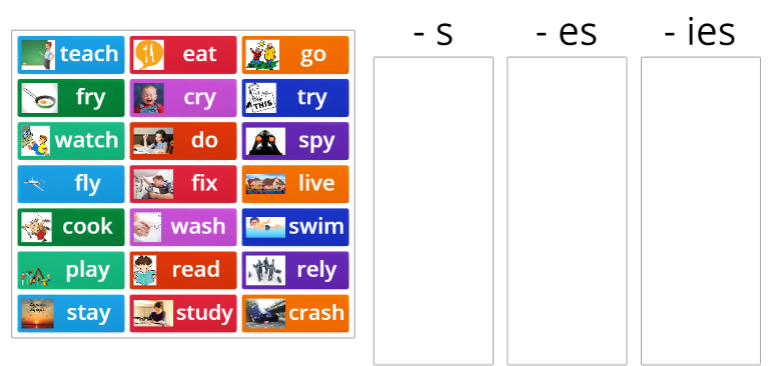 - s - es - ies
teach eat go
fry cry try
watch do spy
fly fix live
cook wash swim
play read rely
stay study crash
THIS